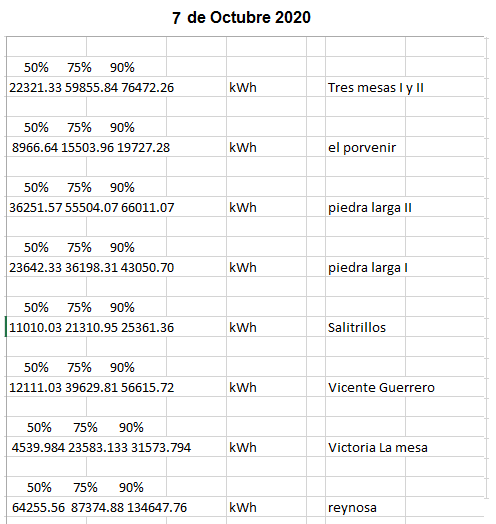 7 de Octubre 2020
50% 75% 90%
22321.33 59855.84 76472.26 kWh Tres mesas I y II
50% 75% 90%
8966.64 15503.96 19727.28 kWh el porvenir
50% 75% 90%
36251.57 55504.07 66011.07 kWh piedra larga II
50% 75% 90%
23642.33 36198.31 43050.70 kWh piedra larga I
50% 75% 90%
11010.03 21310.95 25361.36 kWh Salitrillos
50% 75% 90%
12111.03 39629.81 56615.72 kWh Vicente Guerrero
50% 75% 90%
4539.984 23583.133 31573.794 kWh Victoria La mesa
50% 75% 90%
64255.56 87374.88 134647.76 kWh reynosa